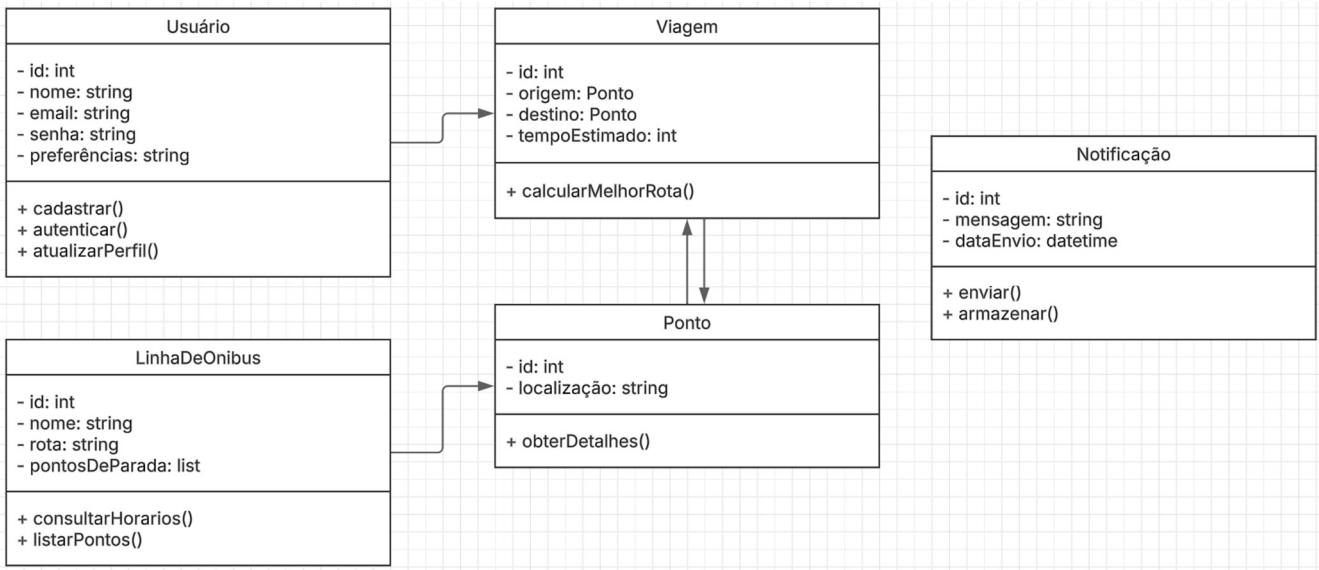 Usuário
- id: int
- nome: string
- email: string
- senha: string
- preferências: string
+ cadastrar()
+ autenticar()
+ atualizarPerfil()
Viagem
- id: int
- origem: Ponto
- destino: Ponto
- tempoEstimado: int
+ calcularMelhorRota()
Notificação
- id: int
- mensagem: string
- dataEnvio: datetime
+ enviar()
+ armazenar()
LinhaDeOnibus
- id: int
- nome: string
- rota: string
- pontosDeParada: list
+ consultarHorarios()
+ listarPontos()
Ponto
- id: int
- localização: string
+ obterDetalhes()